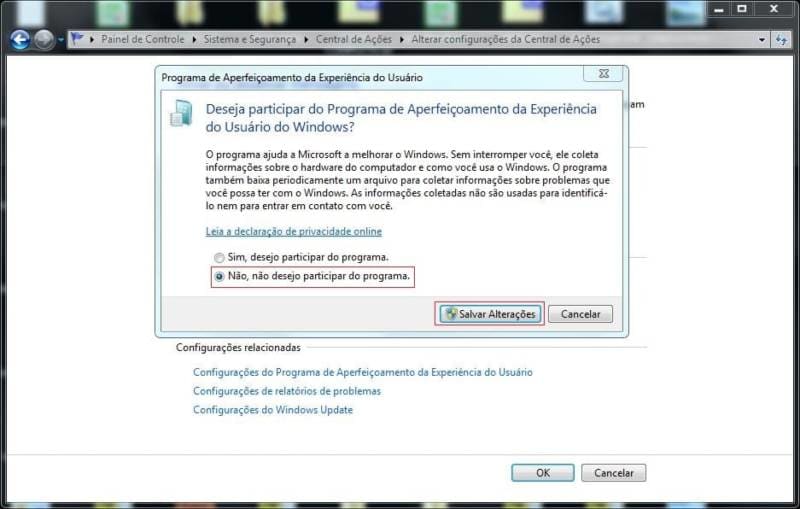 Painel de Controle ▸ Sistema e Segurança ▸ Central de Ações ▸ Alterar configurações da Central de Ações
Programa de Aperfeiçoamento da Experiência do Usuário
Deseja participar do Programa de Aperfeiçoamento da Experiência
do Usuário do Windows?
am
O programa ajuda a Microsoft a melhorar o Windows. Sem interromper você, ele coleta
informações sobre o hardware do computador e como você usa o Windows. O programa
também baixa periodicamente um arquivo para coletar informações sobre problemas que
você possa ter com o Windows. As informações coletadas não são usadas para identificá-
lo nem para entrar em contato com você.
Leia a declaração de privacidade online
Sim, desejo participar do programa.
Não, não desejo participar do programa.
Salvar Alterações Cancelar
Configurações relacionadas
Configurações do Programa de Aperfeiçoamento da Experiência do Usuário
Configurações de relatórios de problemas
Configurações do Windows Update
OK Cancelar